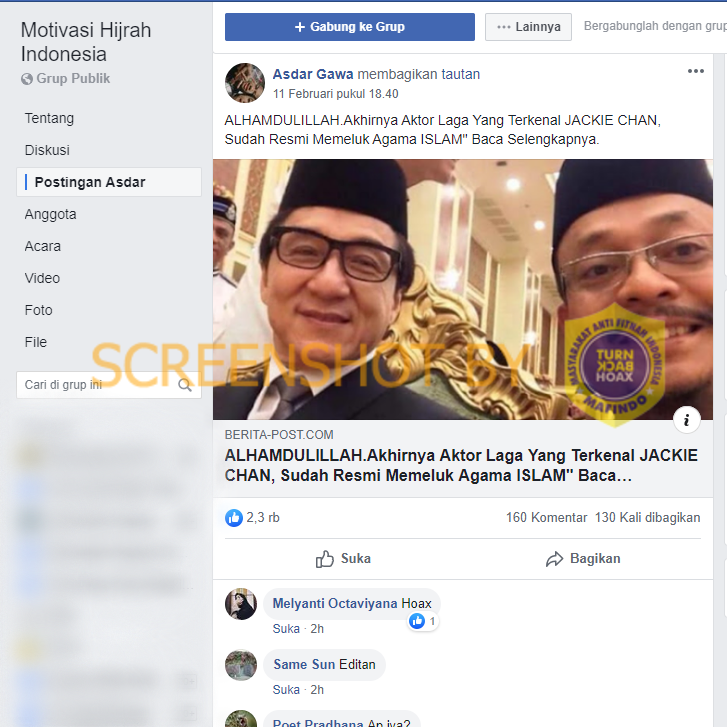 Motivasi Hijrah
Indonesia
Grup Publik
Tentang
Diskusi
Postingan Asdar
Anggota
Acara
Video
Foto
File
Cari di grup ini
+ Gabung ke Grup
••• Lainnya
Bergabunglah dengan grup
Asdar Gawa membagikan tautan
11 Februari pukul 18.40
ALHAMDULILLAH.Akhirnya Aktor Laga Yang Terkenal JACKIE CHAN,
Sudah Resmi Memeluk Agama ISLAM" Baca Selengkapnya.
SCREENSHOT BY
MASYARAKAT ANTI FITNAH INDONESIA
TURN
BACK
HOAX
MAFINDO
i
BERITA-POST.COM
ALHAMDULILLAH.Akhirnya Aktor Laga Yang Terkenal JACKIE
CHAN, Sudah Resmi Memeluk Agama ISLAM" Baca…
2,3 rb
160 Komentar 130 Kali dibagikan
Suka
Bagikan
Melyanti Octaviyana Hoax
1
Suka · 2h
Same Sun Editan
Suka · 2h
Poet Pradhana Ap iya?